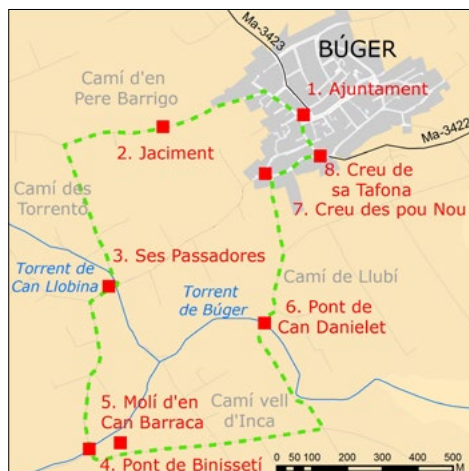 Ma-3423
BÚGER
Camí d'en
Pere Barrigo
1. Ajuntament
Ma-3422
2. Jaciment
8. Creu de
sa Tafona
Camí des
Torrentó
7. Creu des pou Nou
3. Ses Passadores
Torrent de
Can Llobina
Camí de Llubí
Torrent
de Búger
6. Pont de
Can Danielet
5. Molí d'en
Can Barraca
Camí vell
d'Inca
4. Pont de Binissetí
0 50 100 200 300 400 500
M